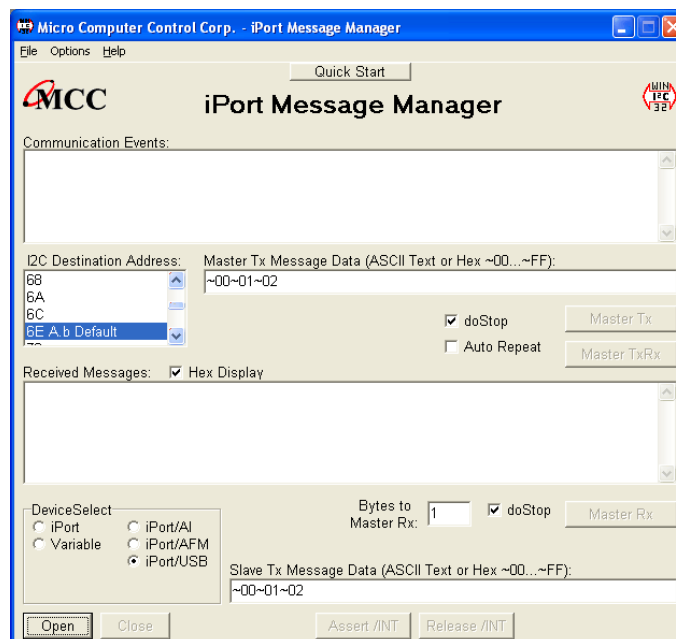 Micro Computer Control Corp. - iPort Message Manager
File Options Help
Quick Start
MCC
iPort Message Manager
WIN
I²C
32
Communication Events:
I2C Destination Address:
Master Tx Message Data (ASCII Text or Hex ~00...~FF):
68
~00~01~02
6A
6C
6E A.b Default
doStop
Master Tx
Auto Repeat
Master TxRx
Received Messages:
Hex Display
DeviceSelect
iPort
iPort/AI
Variable
iPort/AFM
iPort/USB
Bytes to
Master Rx:
1
doStop
Master Rx
Slave Tx Message Data (ASCII Text or Hex ~00...~FF):
~00~01~02
Open
Close
Assert /INT
Release /INT